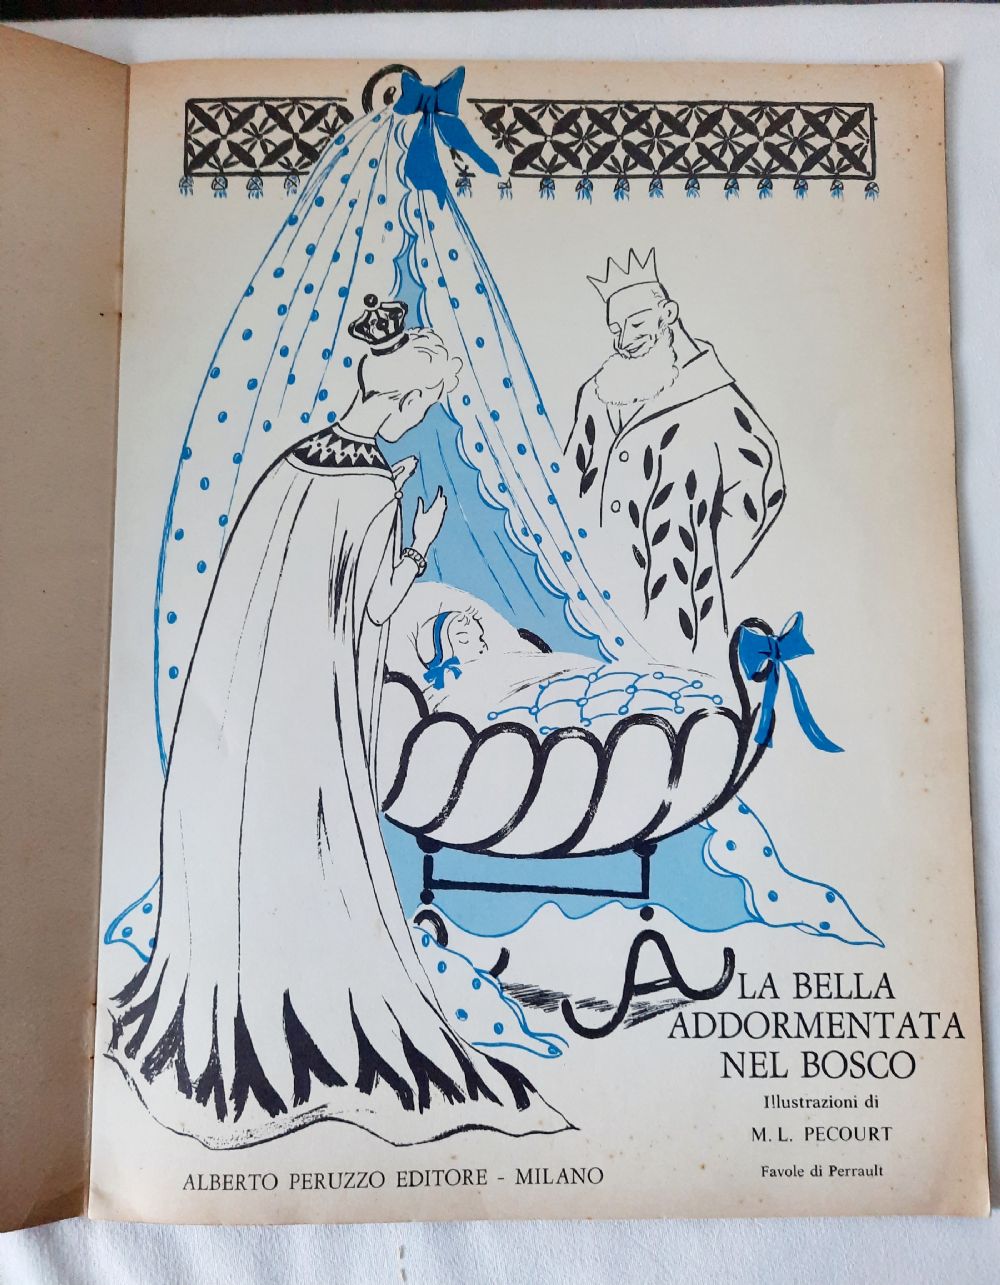 LA BELLA
ADDORMENTATA
NEL BOSCO
Illustrazioni di
M. L. PECOURT
Favole di Perrault
ALBERTO PERUZZO EDITORE - MILANO